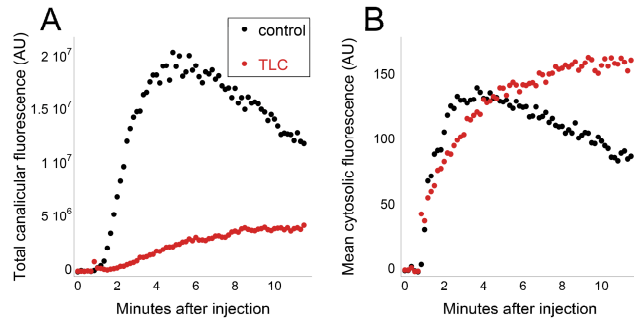 A
control
TLC
Total canalicular fluorescence (AU)
2 10⁷
1.5 10⁷
1 10⁷
5 10⁶
0
0 2 4 6 8 10
Minutes after injection
B
Mean cytosolic fluorescence (AU)
150
100
50
0
0 2 4 6 8 10
Minutes after injection